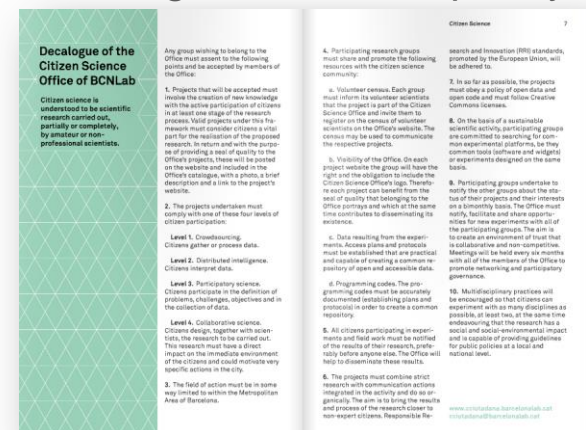 Decalogue of the
Citizen Science
Office of BCNLab
Citizen science is
understood to be scientific
research carried out,
partially or completely,
by amateur or non-
professional scientists.
Any group wishing to belong to the
Office must assent to the following
points and be accepted by members of
the Office:
1. Projects that will be accepted must
involve the creation of new knowledge
with the active participation of citizens
in at least one stage of the research
process. Valid projects under this fra-
mework must consider citizens a vital
part for the realisation of the proposed
research. In return and with the purpo-
se of providing a seal of quality to the
Office's projects, these will be posted
on the website and included in the
Office's catalogue, with a photo, a brief
description and a link to the project's
website.
2. The projects undertaken must
comply with one of these four levels of
citizen participation:
Level 1. Crowdsourcing.
Citizens gather or process data.
Level 2. Distributed intelligence.
Citizens interpret data.
Level 3. Participatory science.
Citizens participate in the definition of
problems, challenges, objectives and in
the collection of data.
Level 4. Collaborative science.
Citizens design, together with scien-
tists, the research to be carried out.
This research must have a direct
impact on the immediate environment
of the citizens and could motivate very
specific actions in the city.
3. The field of action must be in some
way limited to within the Metropolitan
Area of Barcelona.
4. Participating research groups
must share and promote the following
resources with the citizen science
community:
a. Volunteer census. Each group
must inform its volunteer scientists
that the project is part of the Citizen
Science Office and invite them to
register on the census of volunteer
scientists on the Office's website. The
census may be used to communicate
the respective projects.
b. Visibility of the Office. On each
project website the group will have the
right and the obligation to include the
Citizen Science Office's logo. Therefo-
re each project can benefit from the
seal of quality that belonging to the
Office portrays and which at the same
time contributes to disseminating its
existence.
c. Data resulting from the experi-
ments. Access plans and protocols
must be established that are practical
and capable of creating a common re-
pository of open and accessible data.
d. Programming codes. The pro-
gramming codes must be accurately
documented (establishing plans and
protocols) in order to create a common
repository.
5. All citizens participating in experi-
ments and field work must be notified
of the results of their research, prefe-
rably before anyone else. The Office will
help to disseminate these results.
6. The projects must combine strict
research with communication actions
integrated in the activity and do so or-
ganically. The aim is to bring the results
and process of the research closer to
non-expert citizens. Responsible Re-
Citizen Science 7
search and Innovation (RRI) standards,
promoted by the European Union, will
be adhered to.
7. In so far as possible, the projects
must obey a policy of open data and
open code and must follow Creative
Commons licenses.
8. On the basis of a sustainable
scientific activity, participating groups
are committed to searching for com-
mon experimental platforms, be they
common tools (software and widgets)
or experiments designed on the same
basis.
9. Participating groups undertake to
notify the other groups about the sta-
tus of their projects and their interests
on a bimonthly basis. The Office must
notify, facilitate and share opportu-
nities for new experiments with all of
the participating groups. The aim is
to create an environment of trust that
is collaborative and non-competitive.
Meetings will be held every six months
with all of the members of the Office to
promote networking and participatory
governance.
10. Multidisciplinary practices will
be encouraged so that citizens can
experiment with as many disciplines as
possible, at least two, at the same time
endeavouring that the research has a
social and social-environmental impact
and is capable of providing guidelines
for public policies at a local and
national level.